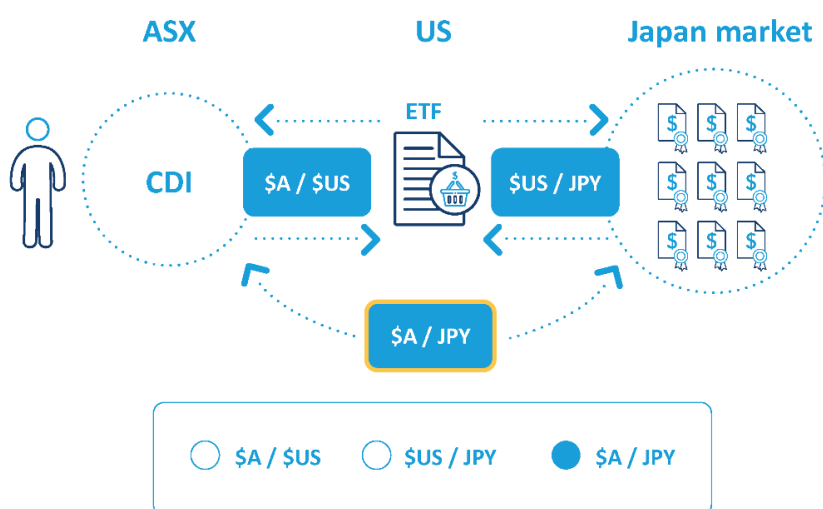 ASX
US
Japan market
ETF
CDI
$A / $US
$US / JPY
$
$ $ $
$ $ $
$ $ $
$A / JPY
$A / $US
$US / JPY
$A / JPY